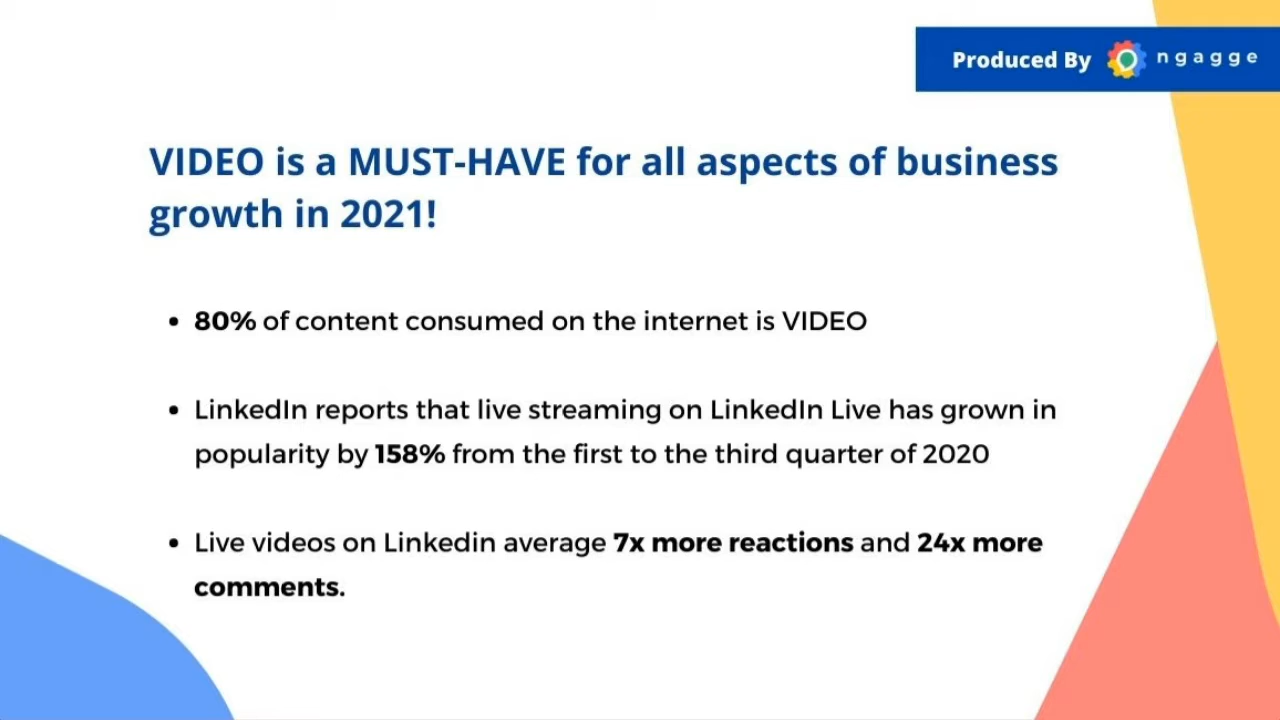 Produced By ngagge
VIDEO is a MUST-HAVE for all aspects of business
growth in 2021!
• 80% of content consumed on the internet is VIDEO
• LinkedIn reports that live streaming on LinkedIn Live has grown in
popularity by 158% from the first to the third quarter of 2020
• Live videos on Linkedin average 7x more reactions and 24x more
comments.